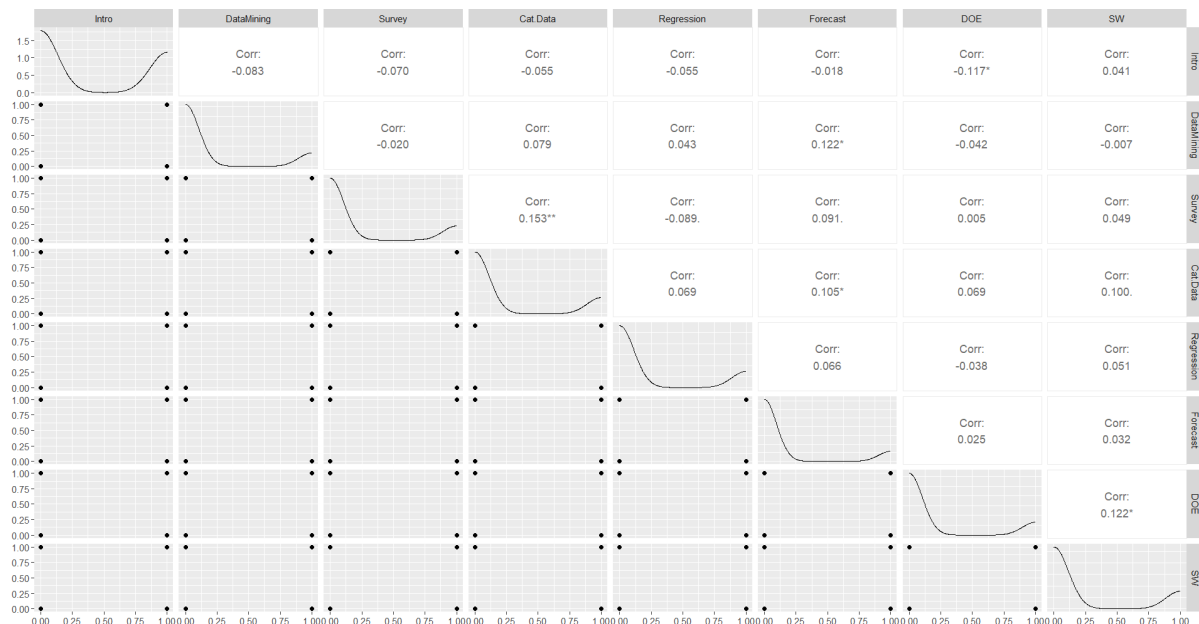 Intro DataMining Survey Cat.Data Regression Forecast DOE SW
1.5
1.0
0.5
0.0
Corr:
-0.083
Corr:
-0.070
Corr:
-0.055
Corr:
-0.055
Corr:
-0.018
Corr:
-0.117*
Corr:
0.041
Intro
1.00
0.75
0.50
0.25
0.00
Corr:
-0.020
Corr:
0.079
Corr:
0.043
Corr:
0.122*
Corr:
-0.042
Corr:
-0.007
DataMining
1.00
0.75
0.50
0.25
0.00
Corr:
0.153**
Corr:
-0.089.
Corr:
0.091.
Corr:
0.005
Corr:
0.049
Survey
1.00
0.75
0.50
0.25
0.00
Corr:
0.069
Corr:
0.105*
Corr:
0.069
Corr:
0.100.
Cat.Data
1.00
0.75
0.50
0.25
0.00
Corr:
0.066
Corr:
-0.038
Corr:
0.051
Regression
1.00
0.75
0.50
0.25
0.00
Corr:
0.025
Corr:
0.032
Forecast
1.00
0.75
0.50
0.25
0.00
Corr:
0.122*
DOE
1.00
0.75
0.50
0.25
0.00
SW
0.00 0.25 0.50 0.75 1.00 0.00 0.25 0.50 0.75 1.00 0.00 0.25 0.50 0.75 1.00 0.00 0.25 0.50 0.75 1.00 0.00 0.25 0.50 0.75 1.00 0.00 0.25 0.50 0.75 1.00 0.00 0.25 0.50 0.75 1.00 0.00 0.25 0.50 0.75 1.00